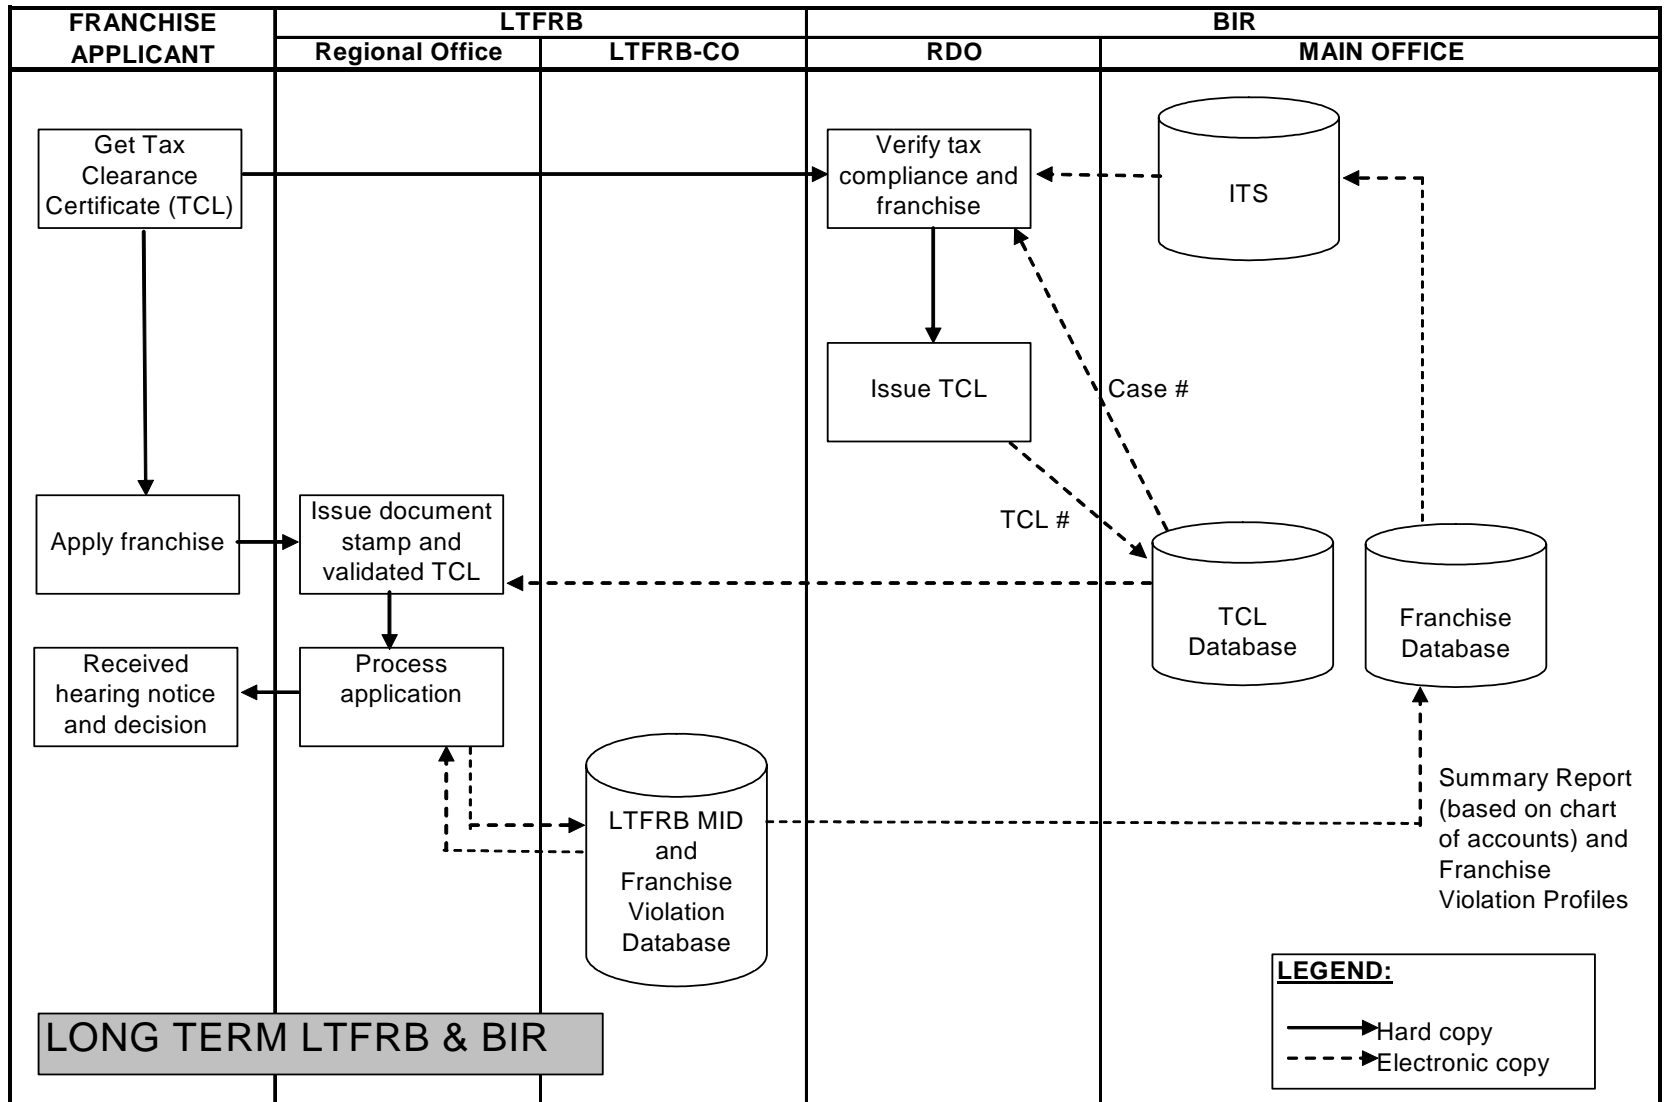 FRANCHISE
APPLICANT
LTFRB
BIR
Regional Office
LTFRB-CO
RDO
MAIN OFFICE
Get Tax
Clearance
Certificate (TCL)
Verify tax
compliance and
franchise
ITS
Issue TCL
Case #
TCL #
Apply franchise
Issue document
stamp and
validated TCL
TCL
Database
Franchise
Database
Received
hearing notice
and decision
Process
application
LTFRB MID
and
Franchise
Violation
Database
Summary Report
(based on chart
of accounts) and
Franchise
Violation Profiles
LEGEND:
Hard copy
Electronic copy
LONG TERM LTFRB & BIR